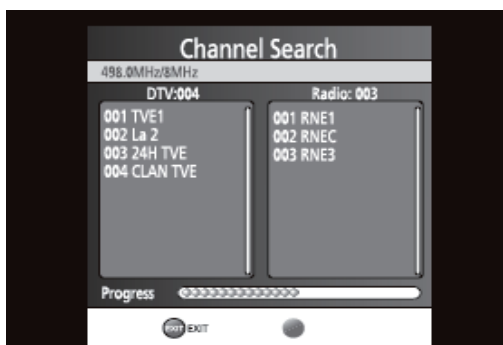 Channel Search
498.0MHz/8MHz
DTV:004
Radio: 003
001 TVE1
002 La 2
003 24H TVE
004 CLAN TVE
001 RNE1
002 RNEC
003 RNE3
Progress
EXIT EXIT